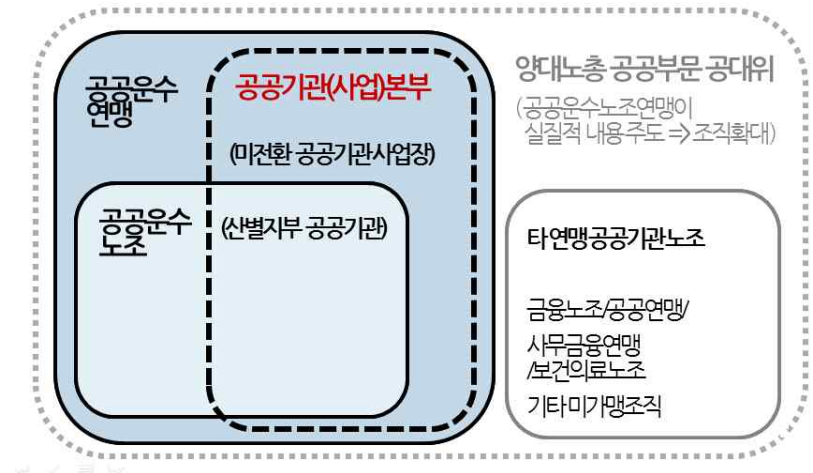 공공운수
연맹
공공기관(사업)본부
(미전환 공공기관사업장)
공공운수
노조
(산별지부 공공기관)
양대노총 공공부문 공대위
(공공운수노조연맹이
실질적 내용 주도 ⇒ 조직확대)
타연맹공공기관노조
금융노조/공공연맹/
사무금융연맹
/보건의료노조
기타미가맹조직